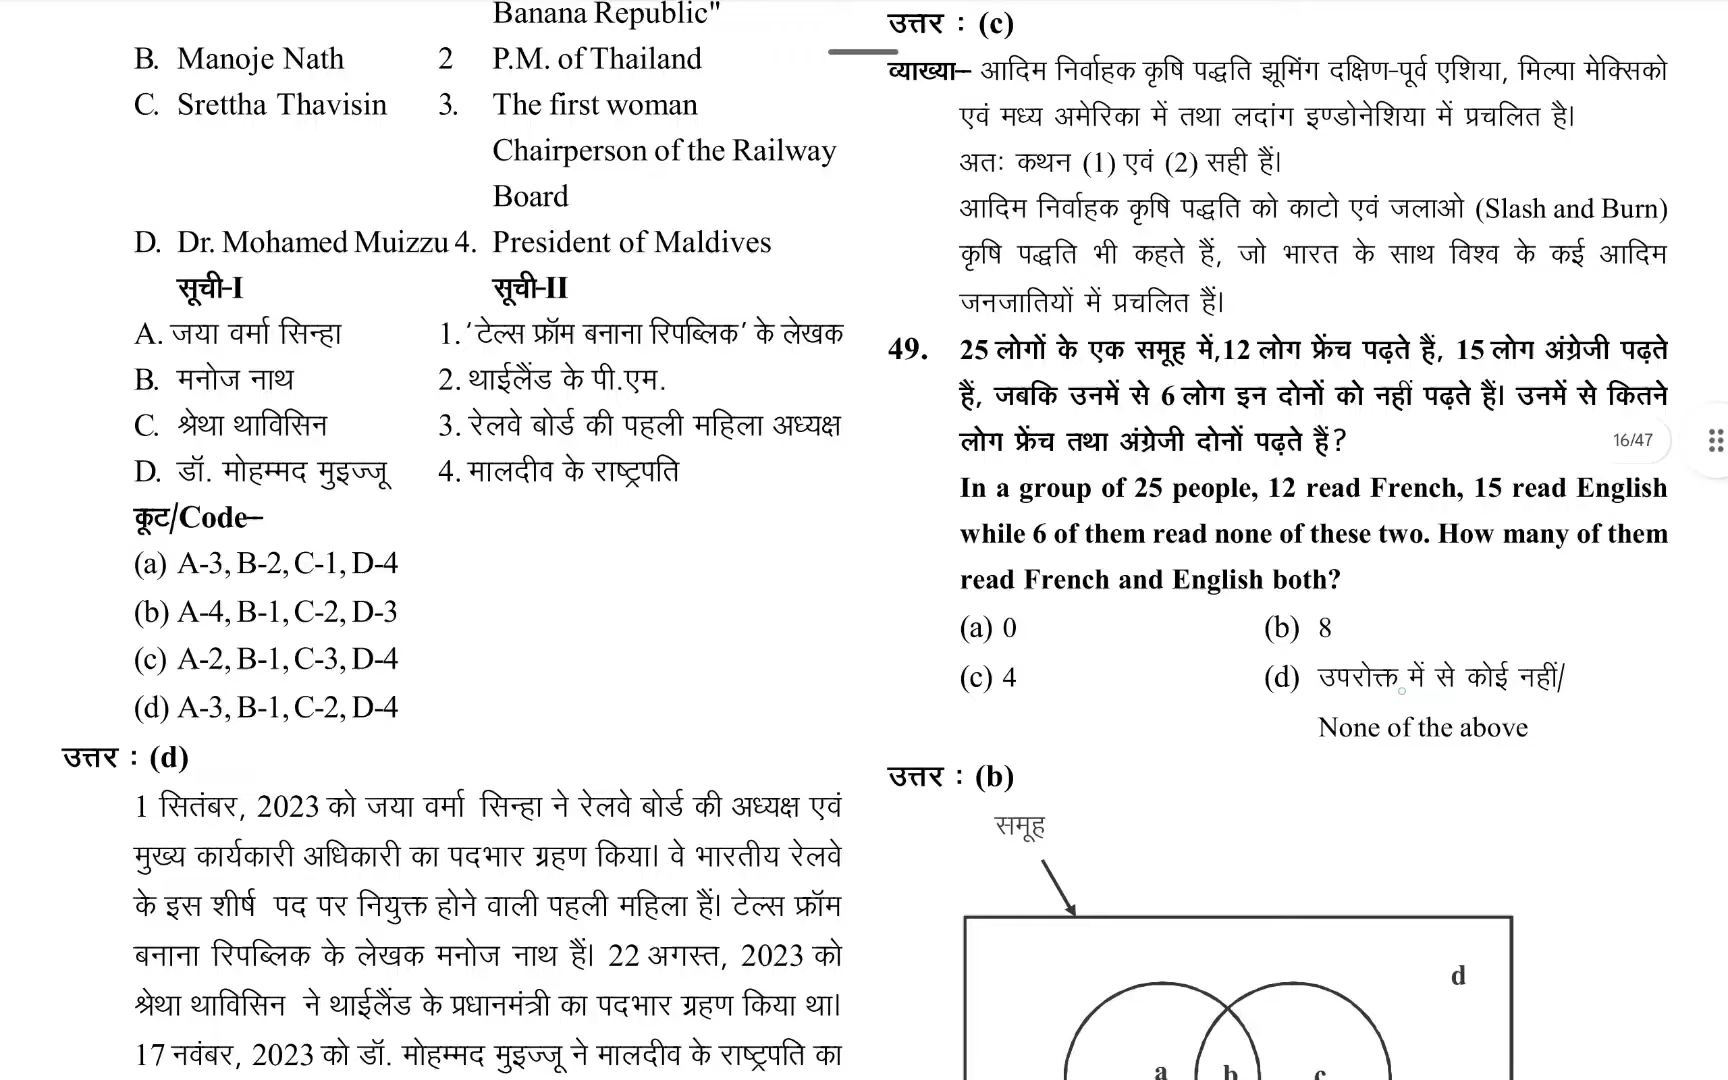 Banana Republic"
B. Manoje Nath 2 P.M. of Thailand
C. Srettha Thavisin 3. The first woman
Chairperson of the Railway
Board
D. Dr. Mohamed Muizzu 4. President of Maldives
सूची-I सूची-II
A. जया वर्मा सिन्हा 1. ‘टेल्स फ्रॉम बनाना रिपब्लिक’ के लेखक
B. मनोज नाथ 2. थाईलैंड के पी.एम.
C. श्रेथा थाविसिन 3. रेलवे बोर्ड की पहली महिला अध्यक्ष
D. डॉ. मोहम्मद मुइज्जू 4. मालदीव के राष्ट्रपति
कूट/Code–
(a) A-3, B-2, C-1, D-4
(b) A-4, B-1, C-2, D-3
(c) A-2, B-1, C-3, D-4
(d) A-3, B-1, C-2, D-4
उत्तर : (d)
1 सितंबर, 2023 को जया वर्मा सिन्हा ने रेलवे बोर्ड की अध्यक्ष एवं
मुख्य कार्यकारी अधिकारी का पदभार ग्रहण किया। वे भारतीय रेलवे
के इस शीर्ष पद पर नियुक्त होने वाली पहली महिला हैं। टेल्स फ्रॉम
बनाना रिपब्लिक के लेखक मनोज नाथ हैं। 22 अगस्त, 2023 को
श्रेथा थाविसिन ने थाईलैंड के प्रधानमंत्री का पदभार ग्रहण किया था।
17 नवंबर, 2023 को डॉ. मोहम्मद मुइज्जू ने मालदीव के राष्ट्रपति का
उत्तर : (c)
व्याख्या– आदिम निर्वाहक कृषि पद्धति झूमिंग दक्षिण-पूर्व एशिया, मिल्पा मेक्सिको
एवं मध्य अमेरिका में तथा लदांग इण्डोनेशिया में प्रचलित है।
अतः कथन (1) एवं (2) सही हैं।
आदिम निर्वाहक कृषि पद्धति को काटो एवं जलाओ (Slash and Burn)
कृषि पद्धति भी कहते हैं, जो भारत के साथ विश्व के कई आदिम
जनजातियों में प्रचलित हैं।
49. 25 लोगों के एक समूह में,12 लोग फ्रेंच पढ़ते हैं, 15 लोग अंग्रेजी पढ़ते
हैं, जबकि उनमें से 6 लोग इन दोनों को नहीं पढ़ते हैं। उनमें से कितने
लोग फ्रेंच तथा अंग्रेजी दोनों पढ़ते हैं?
16/47
In a group of 25 people, 12 read French, 15 read English
while 6 of them read none of these two. How many of them
read French and English both?
(a) 0 (b) 8
(c) 4 (d) उपरोक्त में से कोई नहीं/
None of the above
उत्तर : (b)
समूह
d
a b c